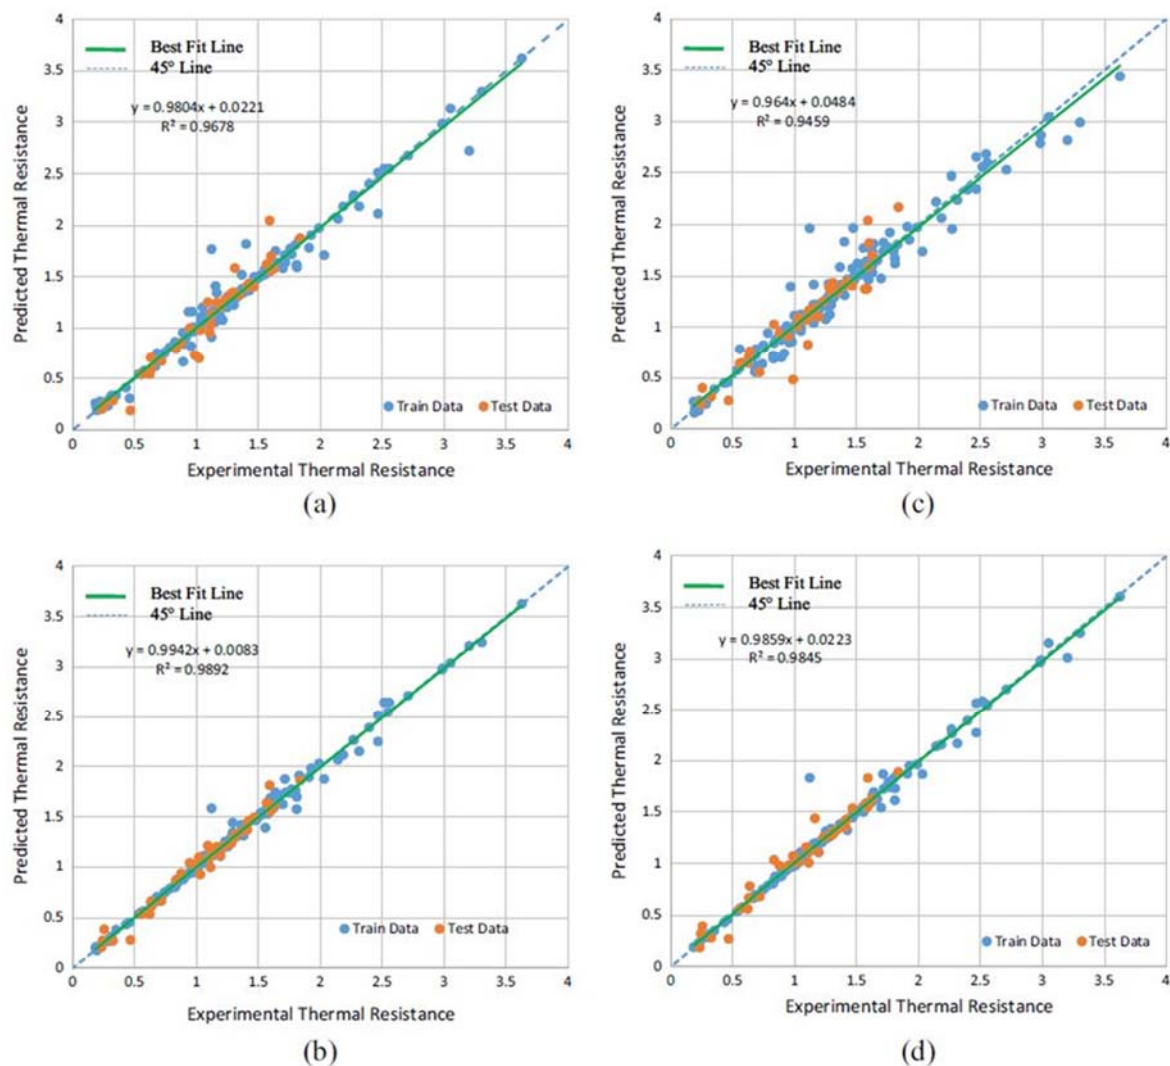 4
3.5
3
2.5
2
1.5
1
0.5
0
Predicted Thermal Resistance
Best Fit Line
45° Line
y = 0.9804x + 0.0221
R² = 0.9678
Train Data Test Data
0 0.5 1 1.5 2 2.5 3 3.5 4
Experimental Thermal Resistance
(a)
4
3.5
3
2.5
2
1.5
1
0.5
0
Predicted Thermal Resistance
Best Fit Line
45° Line
y = 0.964x + 0.0484
R² = 0.9459
Train Data Test Data
0 0.5 1 1.5 2 2.5 3 3.5 4
Experimental Thermal Resistance
(c)
4
3.5
3
2.5
2
1.5
1
0.5
0
Predicted Thermal Resistance
Best Fit Line
45° Line
y = 0.9942x + 0.0083
R² = 0.9892
Train Data Test Data
0 0.5 1 1.5 2 2.5 3 3.5 4
Experimental Thermal Resistance
(b)
4
3.5
3
2.5
2
1.5
1
0.5
0
Predicted Thermal Resistance
Best Fit Line
45° Line
y = 0.9859x + 0.0223
R² = 0.9845
Train Data Test Data
0 0.5 1 1.5 2 2.5 3 3.5 4
Experimental Thermal Resistance
(d)